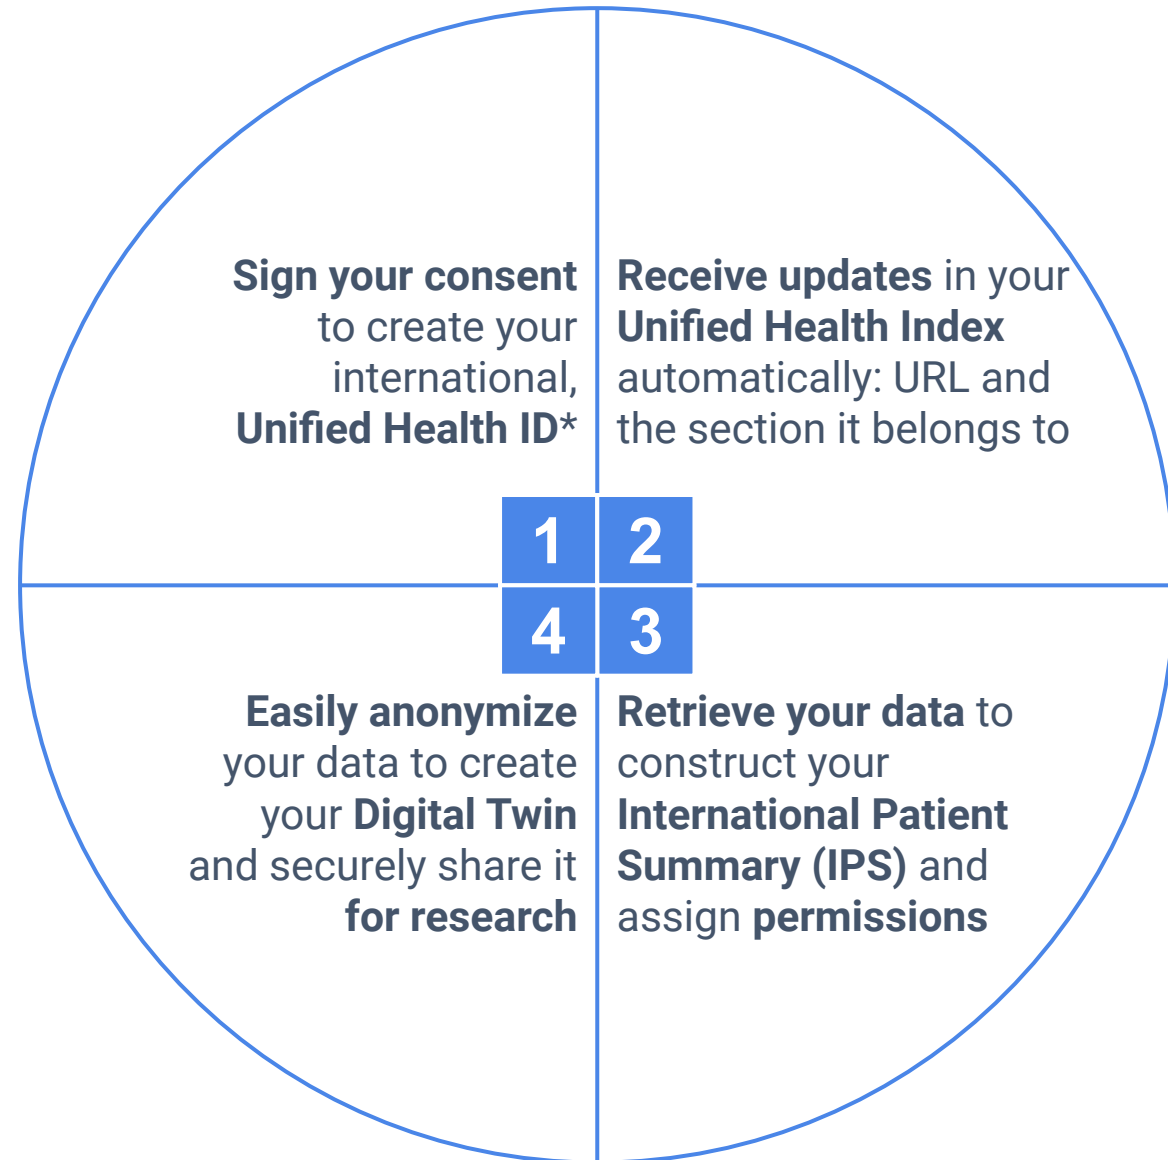 Sign your consent
to create your
international,
Unified Health ID*
Receive updates in your
Unified Health Index
automatically: URL and
the section it belongs to
1 2
4 3
Easily anonymize
your data to create
your Digital Twin
and securely share it
for research
Retrieve your data to
construct your
International Patient
Summary (IPS) and
assign permissions